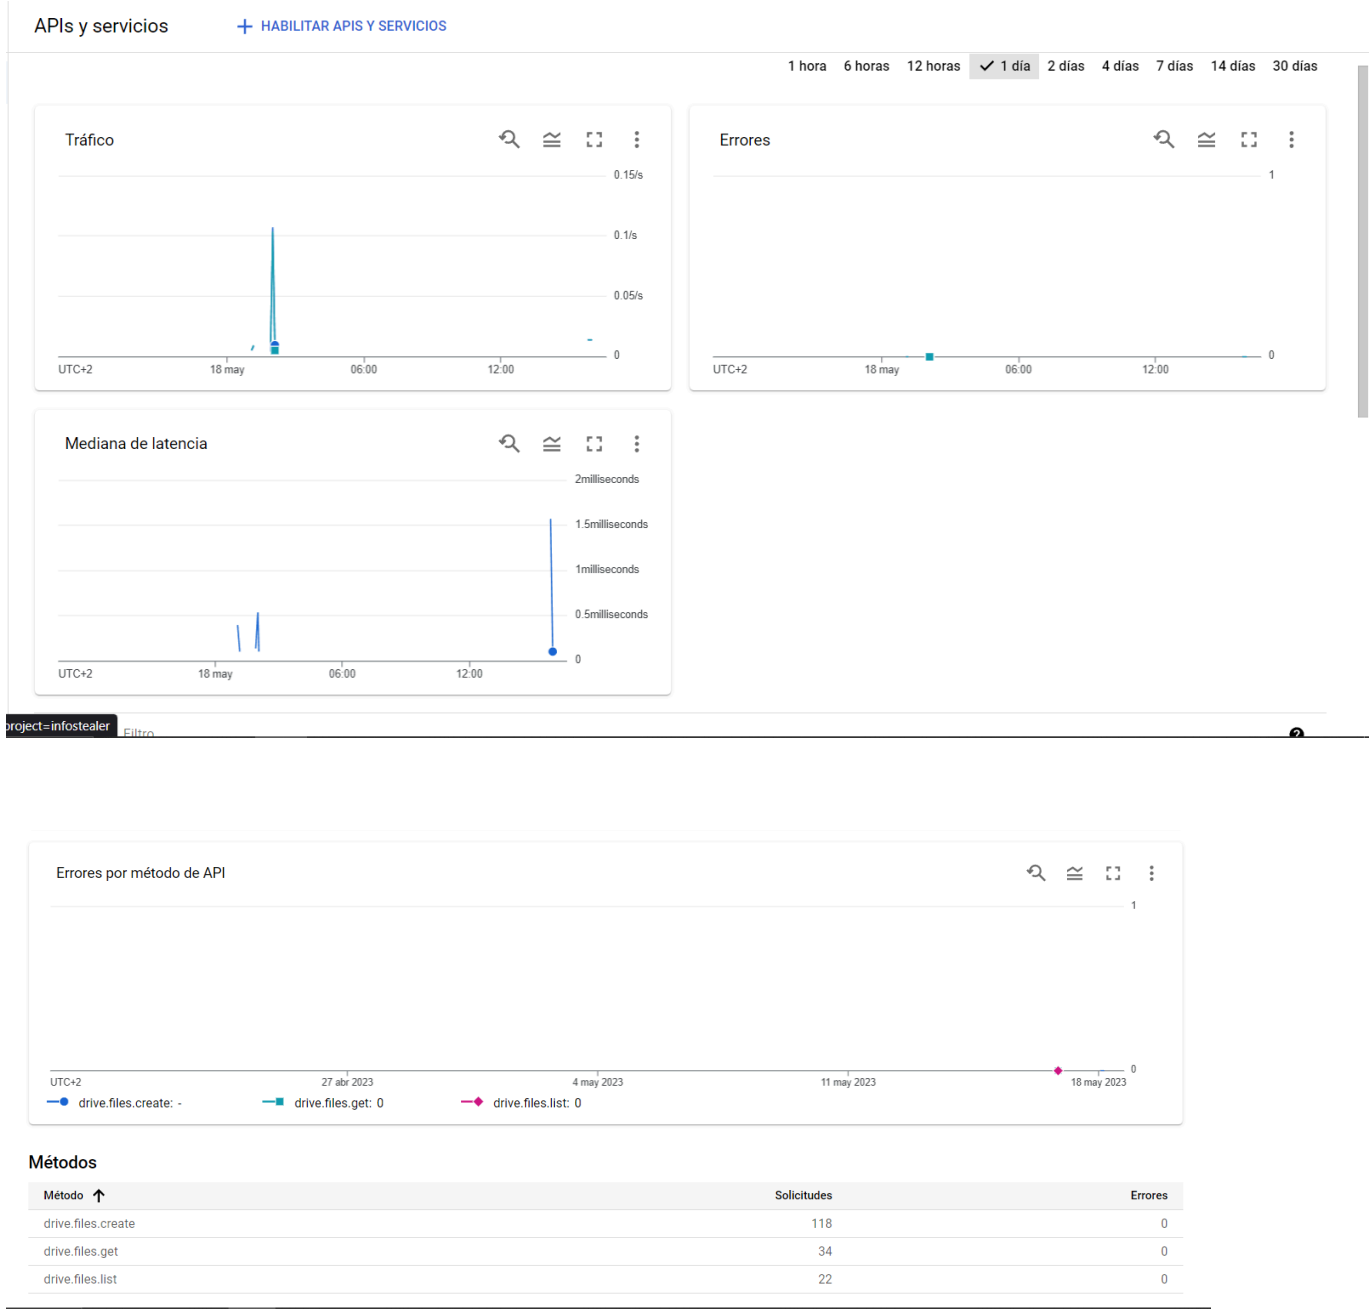 APIs y servicios
HABILITAR APIS Y SERVICIOS
1 hora 6 horas 12 horas 1 día 2 días 4 días 7 días 14 días 30 días
Tráfico
0.15/s
0.1/s
0.05/s
0
UTC+2 18 may 06:00 12:00
Errores
1
0
UTC+2 18 may 06:00 12:00
Mediana de latencia
2milliseconds
1.5milliseconds
1milliseconds
0.5milliseconds
0
UTC+2 18 may 06:00 12:00
project=infostealer
Filtro
Errores por método de API
1
0
UTC+2 27 abr 2023 4 may 2023 11 may 2023 18 may 2023
drive.files.create: - drive.files.get: 0 drive.files.list: 0
Métodos
Método Solicitudes Errores
drive.files.create 118 0
drive.files.get 34 0
drive.files.list 22 0